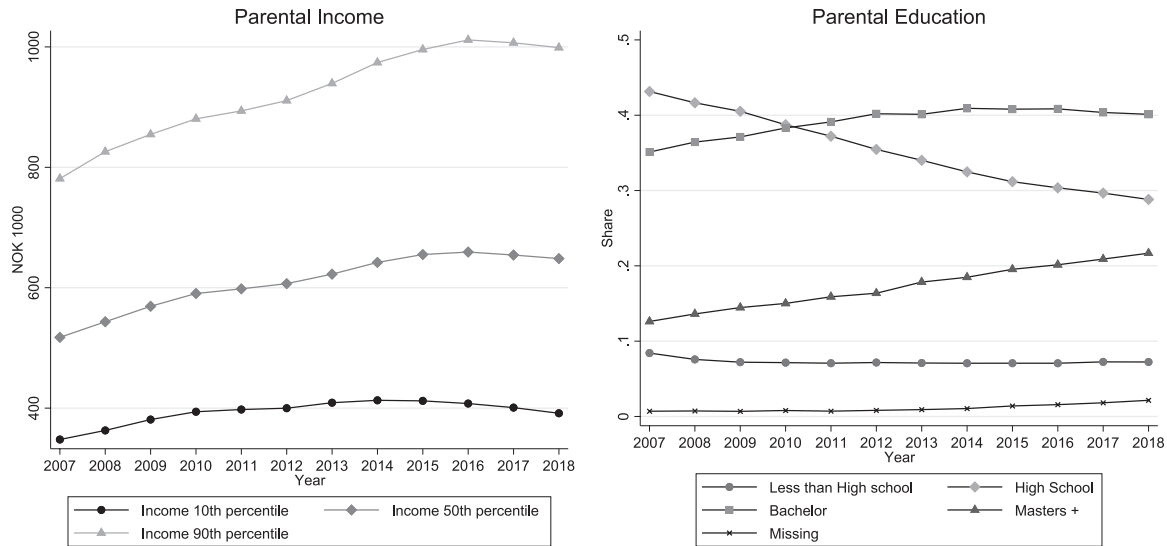 Parental Income
NOK 1000
1000
800
600
400
2007 2008 2009 2010 2011 2012 2013 2014 2015 2016 2017 2018
Year
Income 10th percentile
Income 50th percentile
Income 90th percentile
Parental Education
Share
.5
.4
.3
.2
.1
0
2007 2008 2009 2010 2011 2012 2013 2014 2015 2016 2017 2018
Year
Less than High school
High School
Bachelor
Masters +
Missing